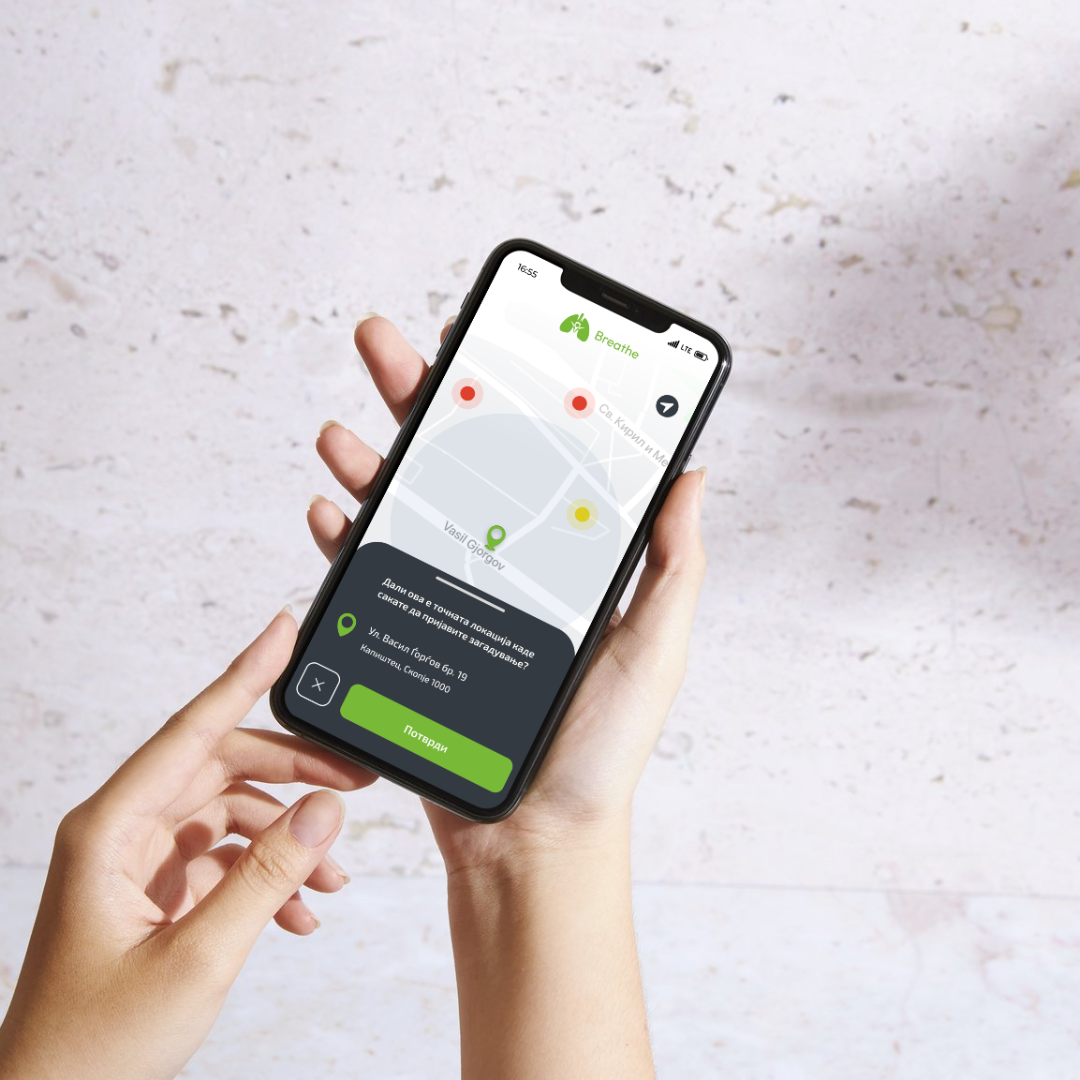 16:55
LTE
Breathe
Св. Кирил и Ме
Vasil Gjorgov
Дали ова е точната локација каде
сакате да пријавите загадување?
Ул. Васил Ѓорѓов бр. 19
Капиштец, Скопје 1000
Потврди